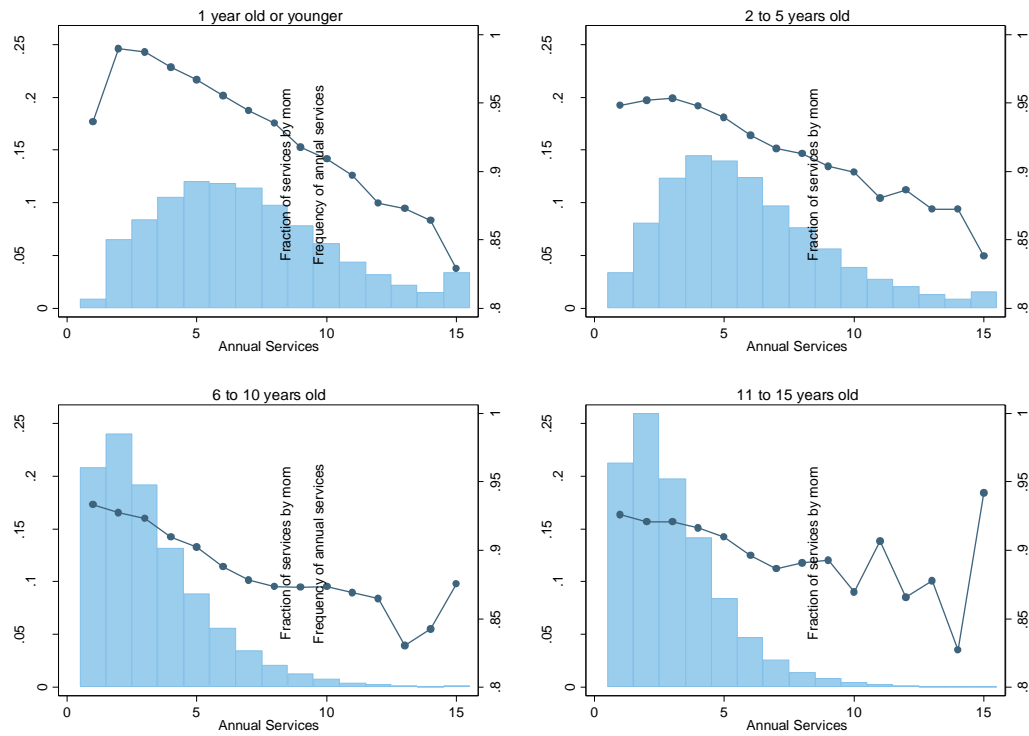 1 year old or younger
0 .05 .1 .15 .2 .25
Fraction of services by mom
Frequency of annual services
.8 .85 .9 .95 1
0 5 10 15
Annual Services
2 to 5 years old
0 .05 .1 .15 .2 .25
Fraction of services by mom
.8 .85 .9 .95 1
0 5 10 15
Annual Services
6 to 10 years old
0 .05 .1 .15 .2 .25
Fraction of services by mom
Frequency of annual services
.8 .85 .9 .95 1
0 5 10 15
Annual Services
11 to 15 years old
0 .05 .1 .15 .2 .25
Fraction of services by mom
.8 .85 .9 .95 1
0 5 10 15
Annual Services